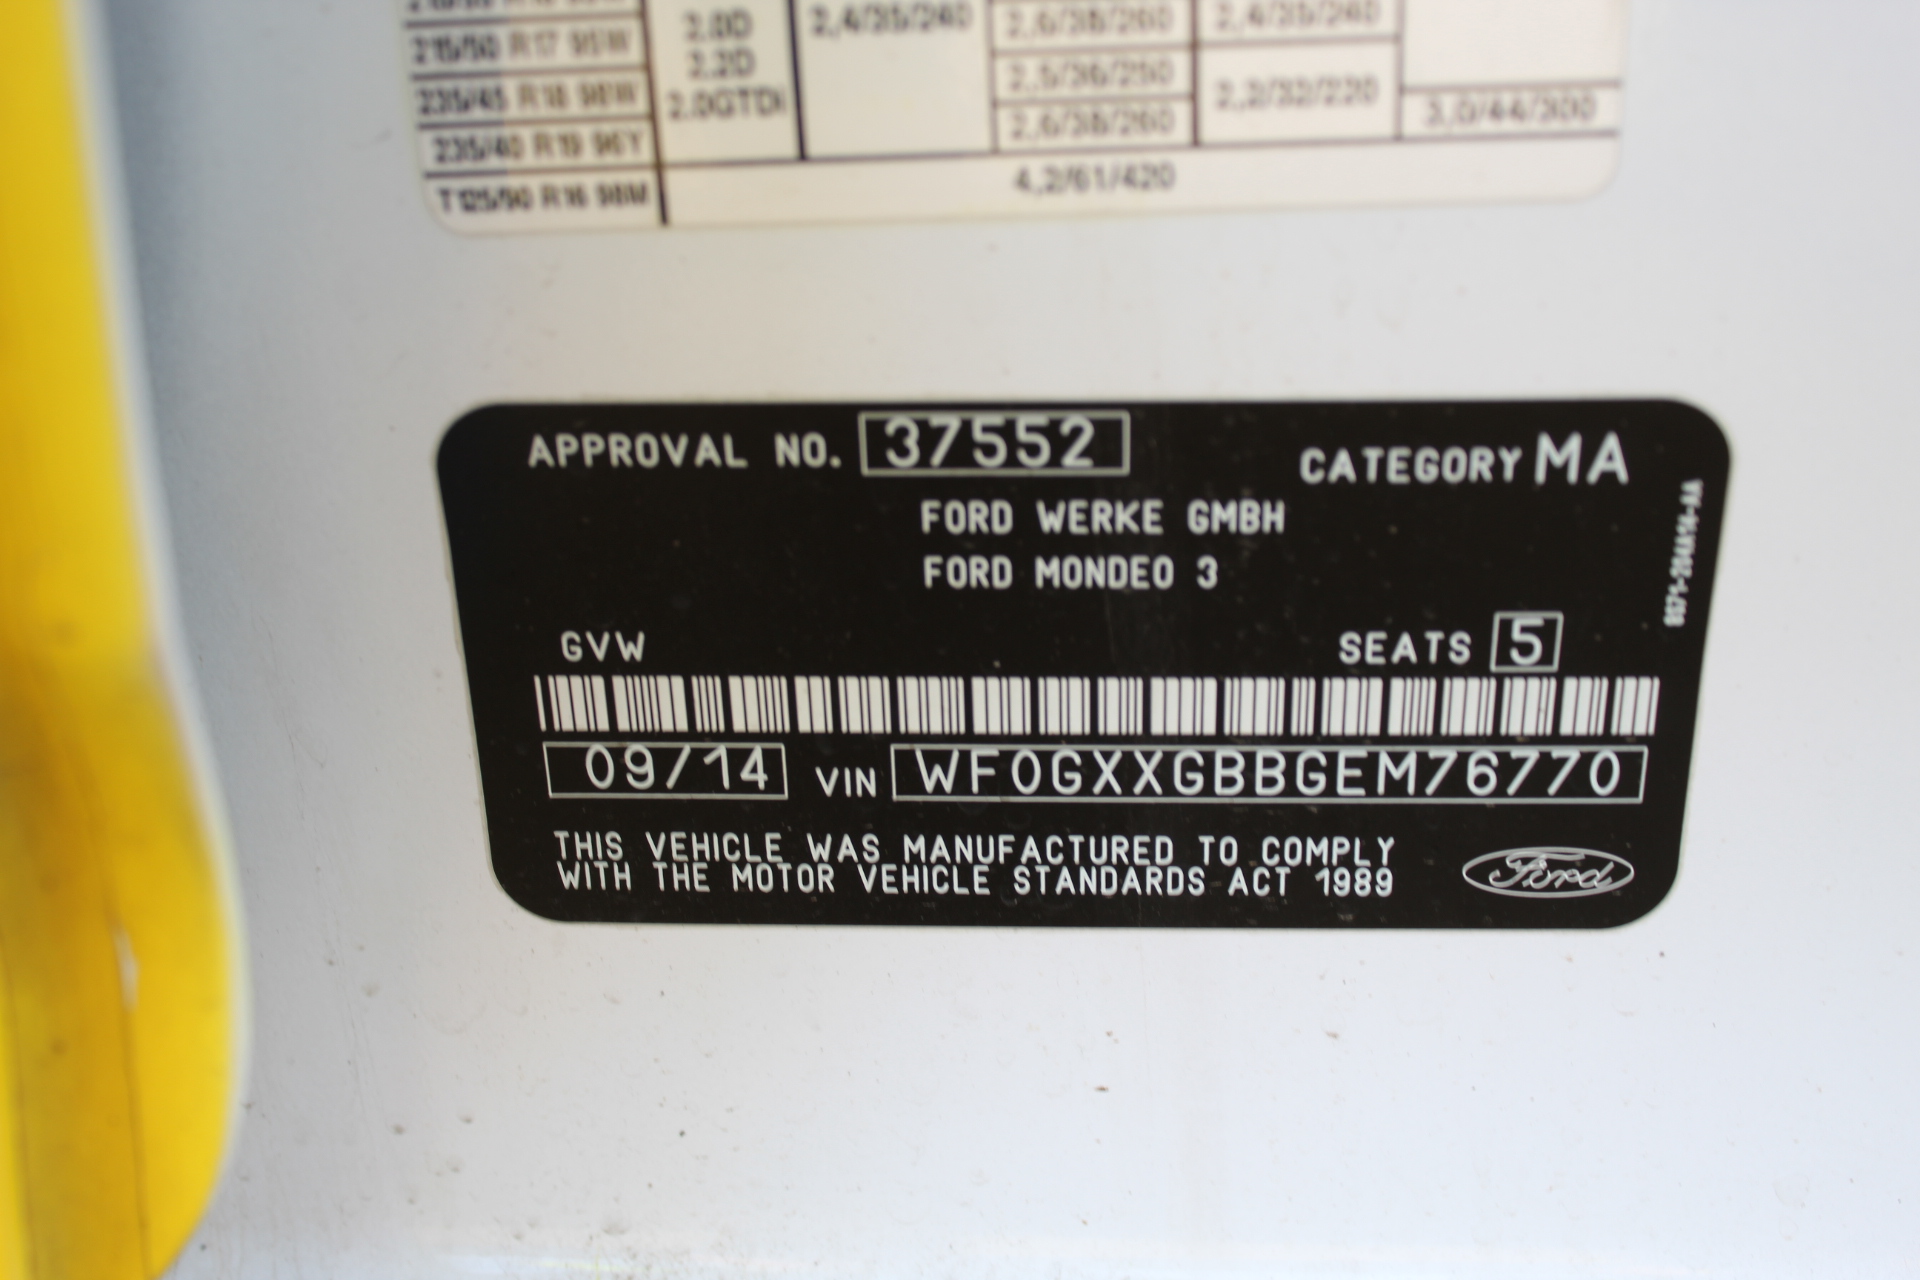 215/50 R17 95W
235/45 R18 98W
235/40 R19 96Y
T125/90 R16 98M
2.0D
2.2D
2.0GTDi
2,4/35/240
2,6/38/260
2,5/36/250
2,6/38/260
2,4/35/240
2,2/32/220
3,0/44/300
4,2/61/420
APPROVAL NO. 37552
CATEGORY MA
FORD WERKE GMBH
FORD MONDEO 3
GVW
SEATS 5
09/14 VIN WF0GXXGBBGEM76770
THIS VEHICLE WAS MANUFACTURED TO COMPLY
WITH THE MOTOR VEHICLE STANDARDS ACT 1989
Ford